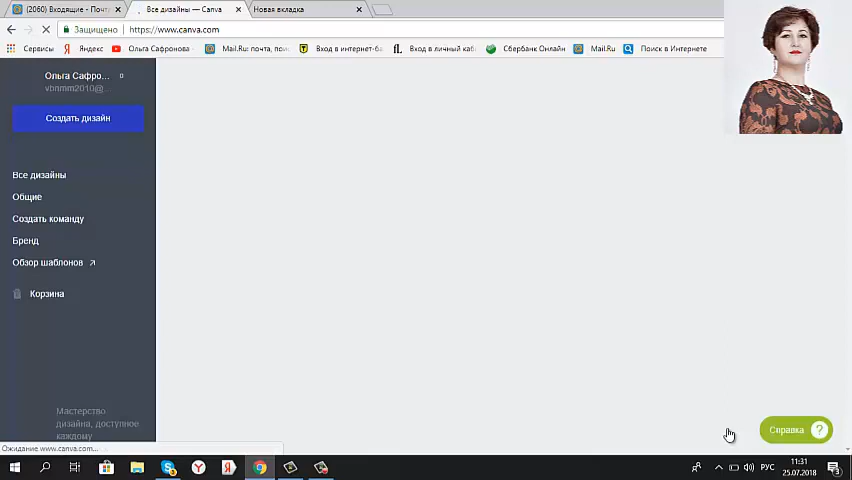 (2060) Входящие - Почт
Все дизайны — Canva
Новая вкладка
Защищено
https://www.canva.com
Сервисы
Яндекс
Ольга Сафронова -
Mail.Ru: почта, пои
Вход в интернет-ба
Вход в личный каб
Сбербанк Онлайн
Mail.Ru
Поиск в Интернете
Ольга Сафро...
0
vbnmm2010@...
Создать дизайн
Все дизайны
Общие
Создать команду
Бренд
Обзор шаблонов
Корзина
Мастерство
дизайна, доступное
каждому
Справка ?
Ожидание www.canva.com...
РУС
11:31
25.07.2018
3